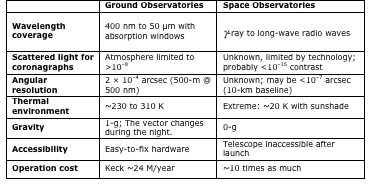 Ground Observatories Space Observatories
Wavelength coverage 400 nm to 50 μm with absorption windows γ-ray to long-wave radio waves
Scattered light for coronagraphs Atmosphere limited to >10⁻⁸ Unknown, limited by technology; probably <10⁻¹⁵ contrast
Angular resolution 2 × 10⁻⁴ arcsec (500-m @ 500 nm) Unknown; may be <10⁻⁷ arcsec (10-km baseline)
Thermal environment ~230 to 310 K Extreme: ~20 K with sunshade
Gravity 1-g; The vector changes during the night. 0-g
Accessibility Easy-to-fix hardware Telescope inaccessible after launch
Operation cost Keck ~24 M/year ~10 times as much